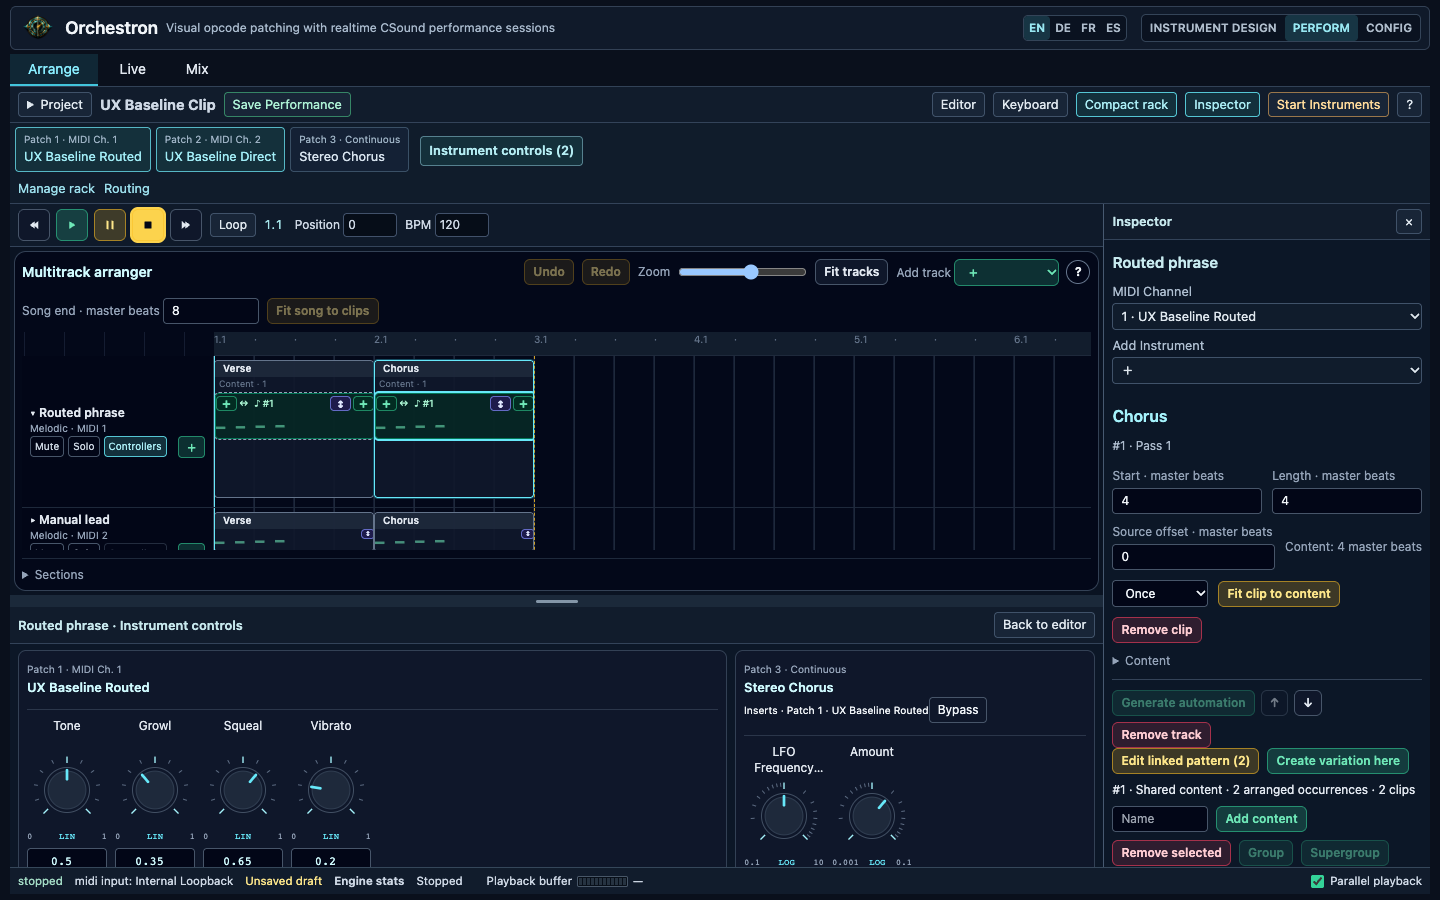 Orchestron Visual opcode patching with realtime CSound performance sessions EN DE FR ES INSTRUMENT DESIGN PERFORM CONFIG
Arrange Live Mix
▶ Project UX Baseline Clip Save Performance Editor Keyboard Compact rack Inspector Start Instruments ?
Patch 1 · MIDI Ch. 1 Patch 2 · MIDI Ch. 2 Patch 3 · Continuous
UX Baseline Routed UX Baseline Direct Stereo Chorus Instrument controls (2)
Manage rack Routing
Loop 1.1 Position 0 BPM 120
Multitrack arranger Undo Redo Zoom Fit tracks Add track + ?
Song end · master beats 8 Fit song to clips
1.1 2.1 3.1 4.1 5.1 6.1
Verse Chorus
Content · 1 Content · 1
+ ↔ ♪ #1 ↕ + + ↔ ♪ #1 ↕ +
▾ Routed phrase
Melodic · MIDI 1
Mute Solo Controllers +
▸ Manual lead Verse Chorus
Melodic · MIDI 2
▶ Sections
Routed phrase · Instrument controls Back to editor
Patch 1 · MIDI Ch. 1
UX Baseline Routed
Tone Growl Squeal Vibrato
0 LIN 1 0 LIN 1 0 LIN 1 0 LIN 1
0.5 0.35 0.65 0.2
Patch 3 · Continuous
Stereo Chorus
Inserts · Patch 1 · UX Baseline Routed Bypass
LFO Frequency... Amount
0.1 LOG 10 0.001 LOG 0.1
Inspector ×
Routed phrase
MIDI Channel
1 · UX Baseline Routed
Add Instrument
+
Chorus
#1 · Pass 1
Start · master beats Length · master beats
4 4
Source offset · master beats
0 Content: 4 master beats
Once Fit clip to content
Remove clip
▶ Content
Generate automation ↑ ↓
Remove track
Edit linked pattern (2) Create variation here
#1 · Shared content · 2 arranged occurrences · 2 clips
Name Add content
Remove selected Group Supergroup
stopped midi input: Internal Loopback Unsaved draft Engine stats Stopped Playback buffer — Parallel playback